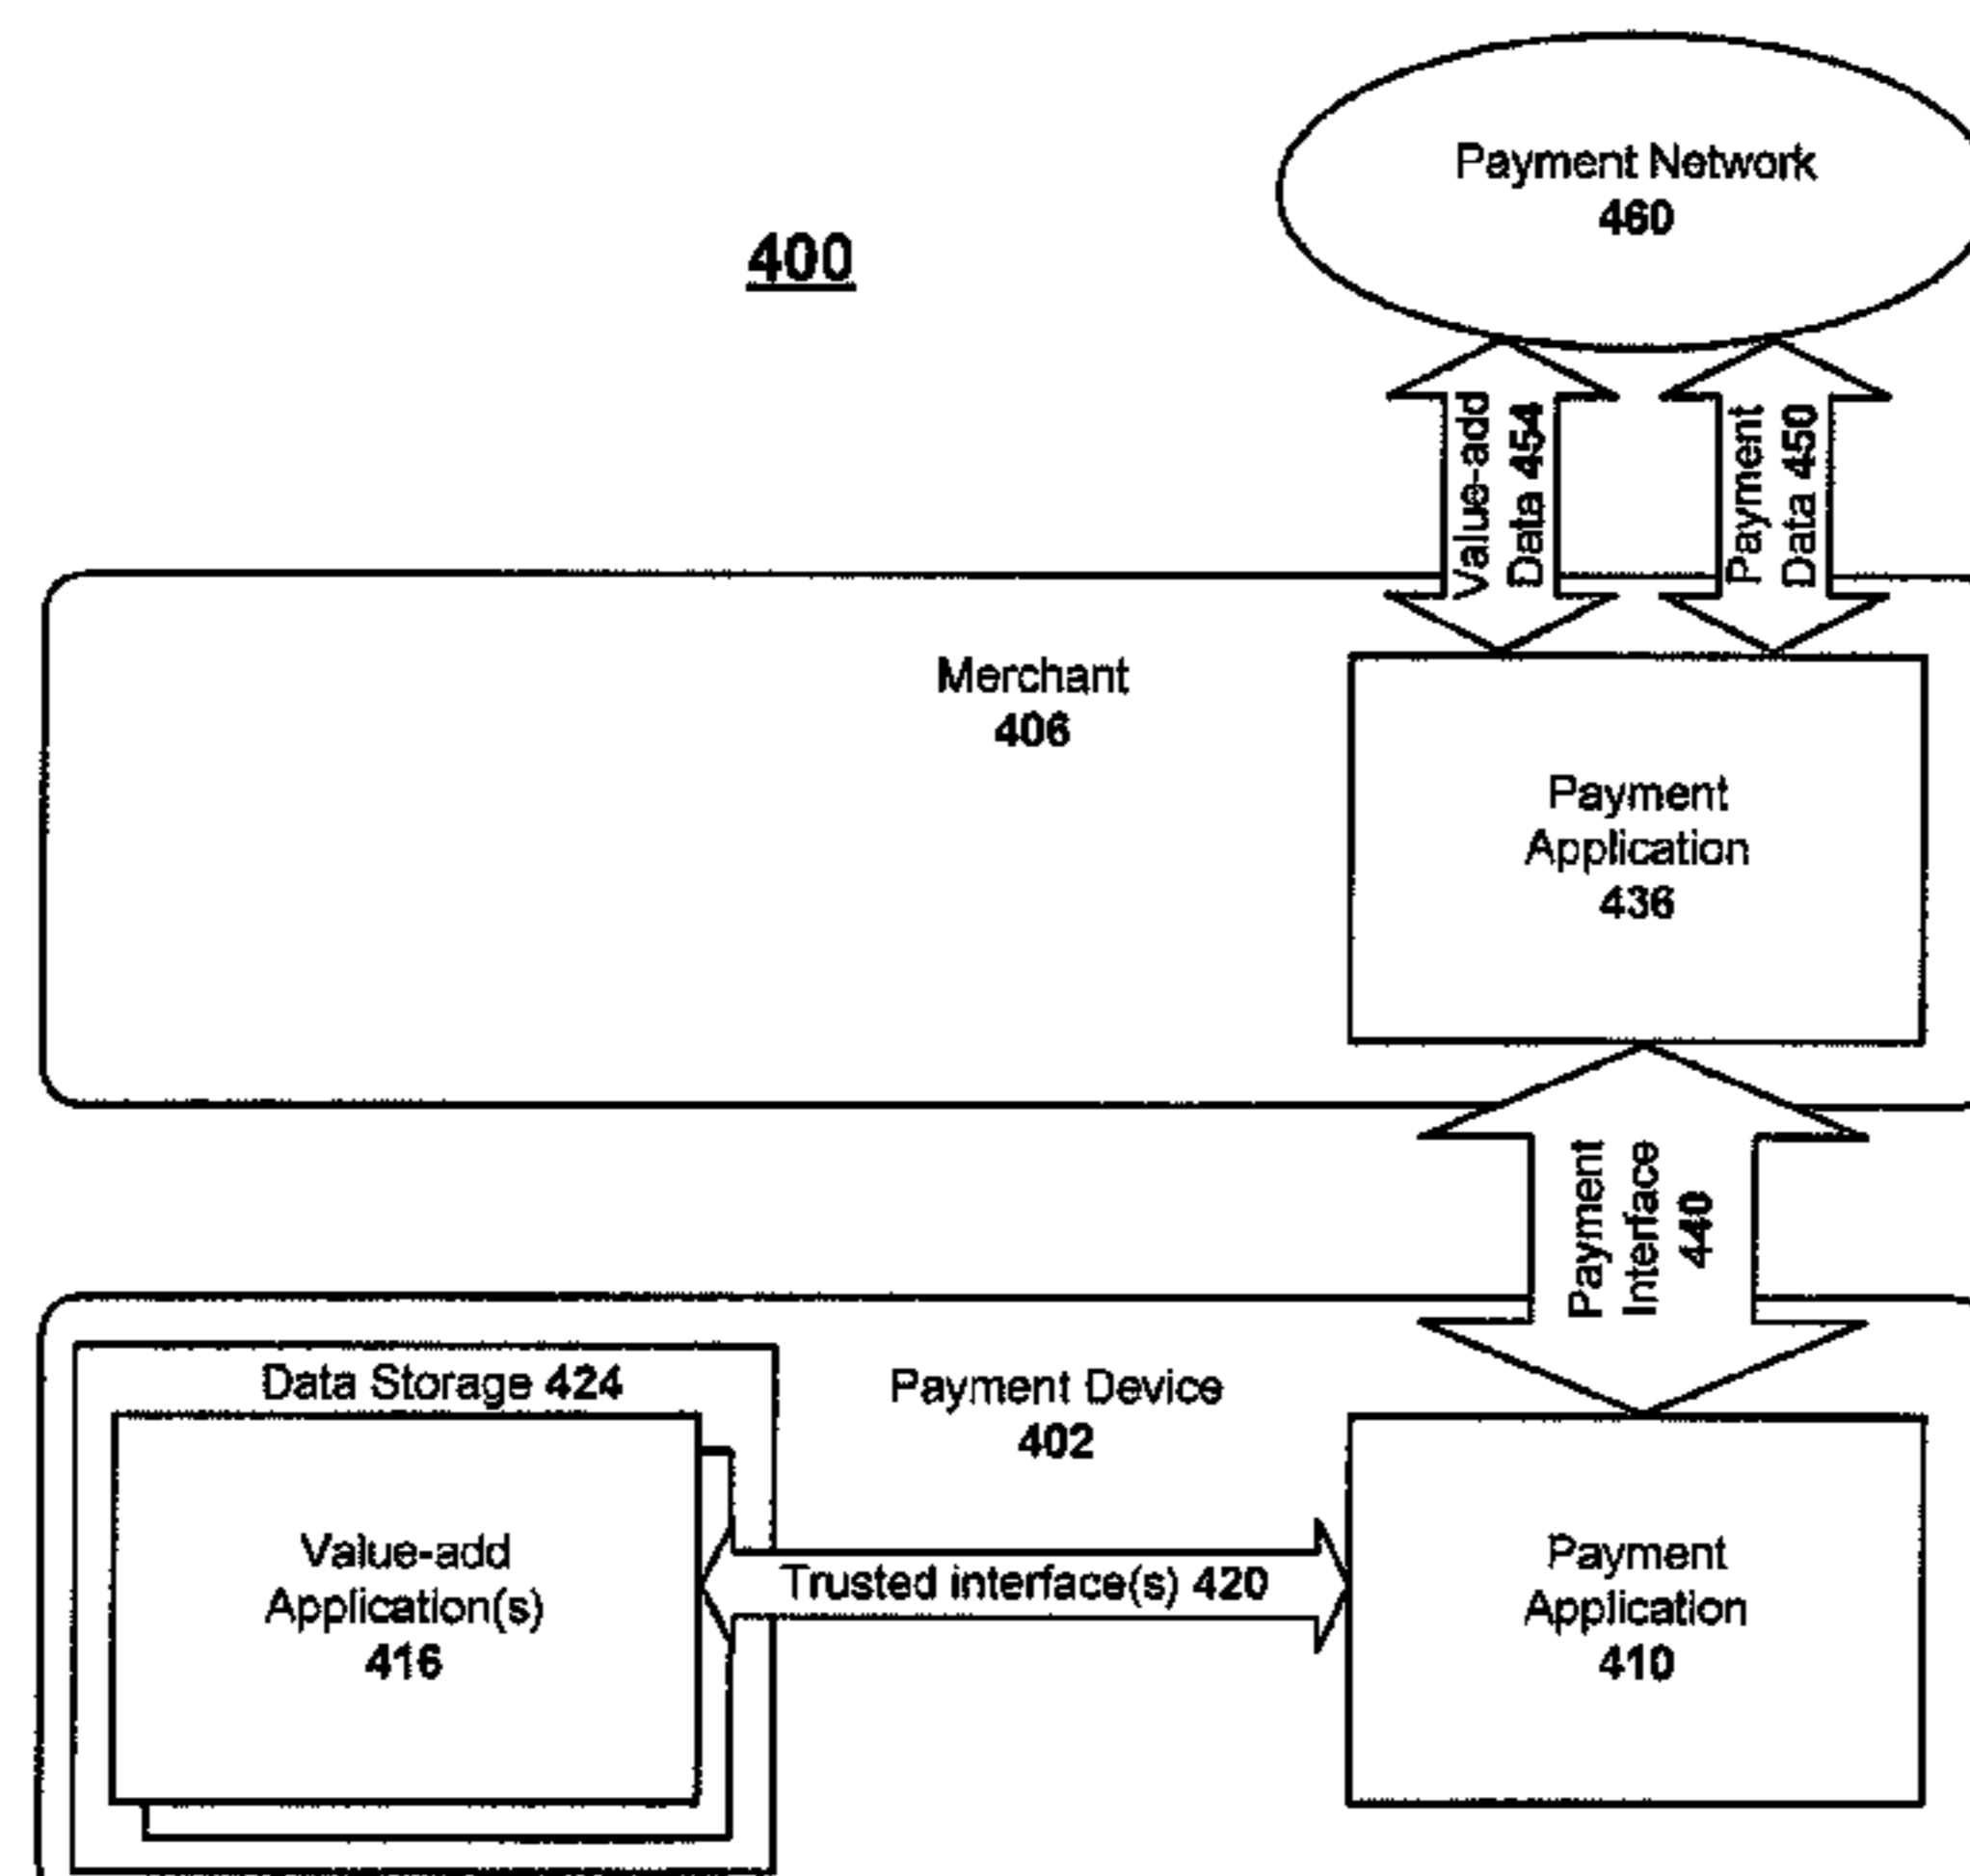 Payment Network
460
400
Value-add
Data 454
Payment
Data 450
Merchant
406
Payment
Application
436
Payment
Interface
440
Data Storage 424
Payment Device
402
Value-add
Application(s)
416
Trusted interface(s) 420
Payment
Application
410